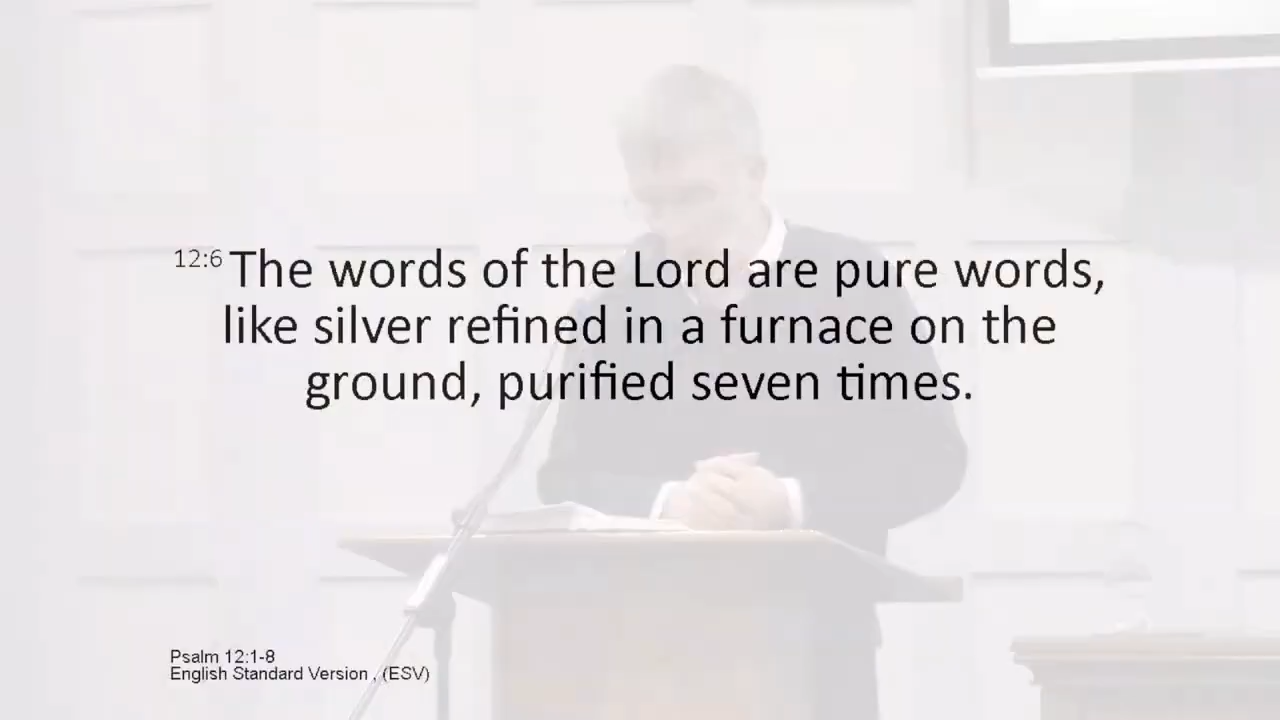 12:6 The words of the Lord are pure words,
like silver refined in a furnace on the
ground, purified seven times.
Psalm 12:1-8
English Standard Version , (ESV)